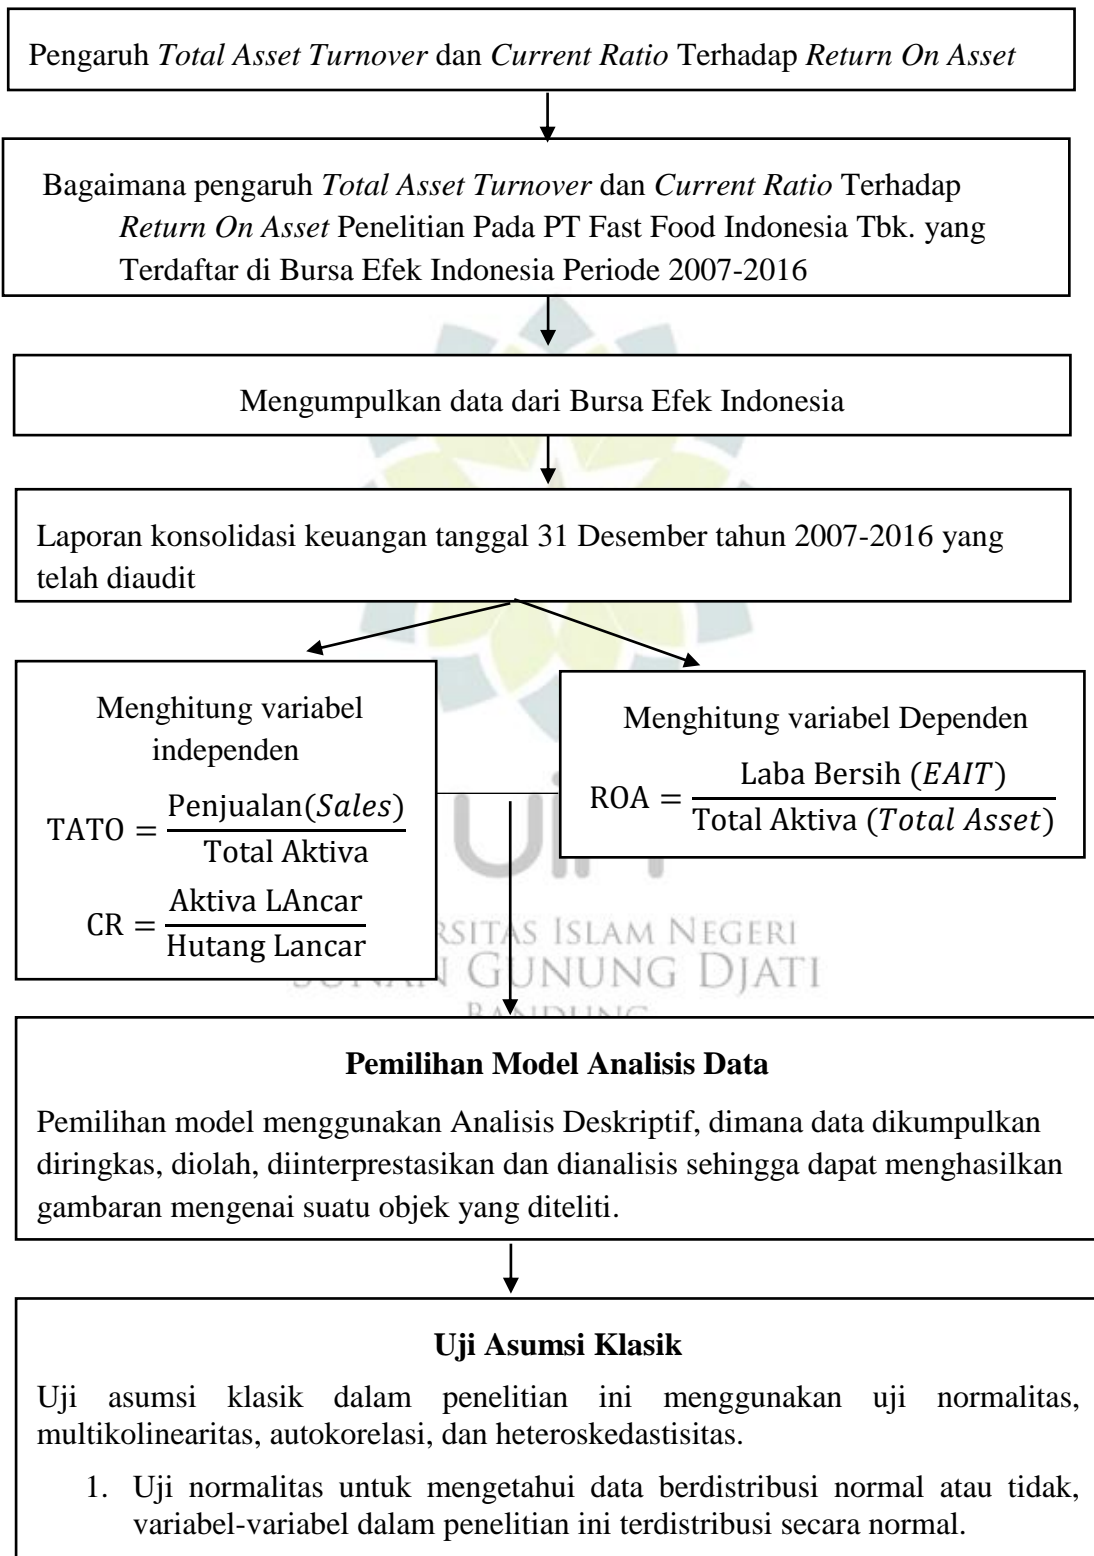 Pengaruh Total Asset Turnover dan Current Ratio Terhadap Return On Asset
Bagaimana pengaruh Total Asset Turnover dan Current Ratio Terhadap
Return On Asset Penelitian Pada PT Fast Food Indonesia Tbk. yang
Terdaftar di Bursa Efek Indonesia Periode 2007-2016
Mengumpulkan data dari Bursa Efek Indonesia
Laporan konsolidasi keuangan tanggal 31 Desember tahun 2007-2016 yang
telah diaudit
Menghitung variabel
independen
TATO = Penjualan(Sales)
Total Aktiva
CR = Aktiva LAncar
Hutang Lancar
Menghitung variabel Dependen
ROA = Laba Bersih (EAIT)
Total Aktiva (Total Asset)
ISLAM NEGERI
GUNUNG DJATI
BANDUNG
Pemilihan Model Analisis Data
Pemilihan model menggunakan Analisis Deskriptif, dimana data dikumpulkan
diringkas, diolah, diinterprestasikan dan dianalisis sehingga dapat menghasilkan
gambaran mengenai suatu objek yang diteliti.
Uji Asumsi Klasik
Uji asumsi klasik dalam penelitian ini menggunakan uji normalitas,
multikolinearitas, autokorelasi, dan heteroskedastisitas.
1. Uji normalitas untuk mengetahui data berdistribusi normal atau tidak,
variabel-variabel dalam penelitian ini terdistribusi secara normal.